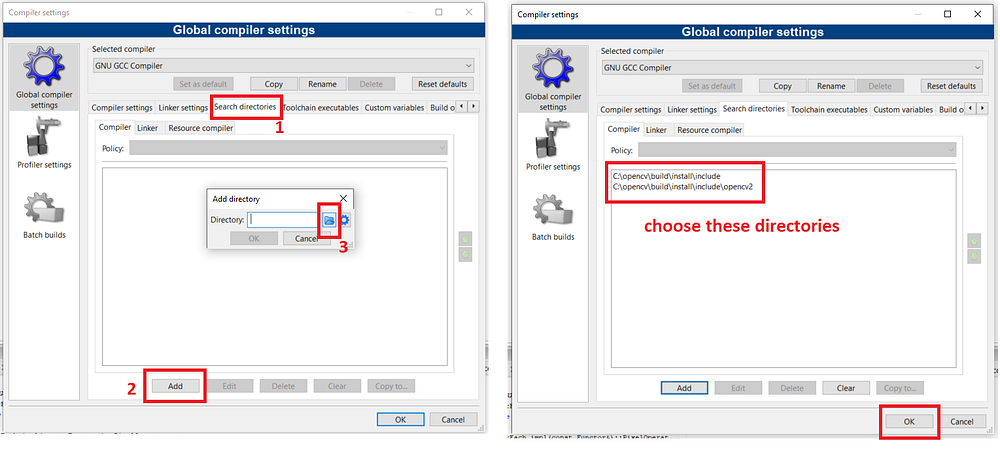 Compiler settings
Global compiler settings
Global compiler settings
Profiler settings
Batch builds
Selected compiler
GNU GCC Compiler
Set as default Copy Rename Delete Reset defaults
Compiler settings Linker settings Search directories Toolchain executables Custom variables Build o
1
Compiler Linker Resource compiler
Policy:
Add directory
Directory:
OK Cancel
3
2
Add Edit Delete Clear Copy to...
OK Cancel
Compiler settings
Global compiler settings
Global compiler settings
Profiler settings
Batch builds
Selected compiler
GNU GCC Compiler
Set as default Copy Rename Delete Reset defaults
Compiler settings Linker settings Search directories Toolchain executables Custom variables Build o
Compiler Linker Resource compiler
Policy:
C:\opencv\build\install\include
C:\opencv\build\install\include\opencv2
choose these directories
Add Edit Delete Clear Copy to...
OK Cancel